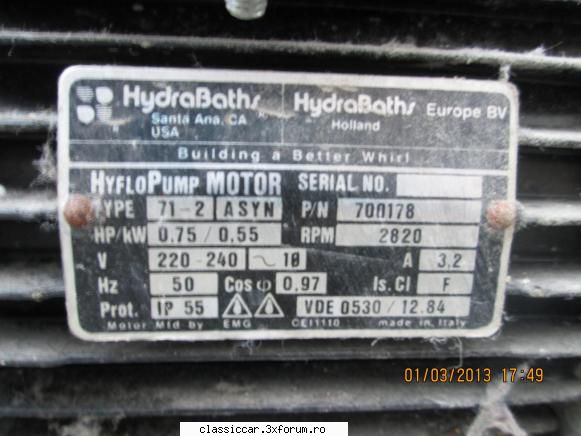 HydraBaths
Santa Ana, CA
USA
HydraBaths Europe BV
Holland
Building a Better Whirl
HYFLOPUMP MOTOR SERIAL NO.
TYPE 71-2 ASYN P/N 700178
HP/kW 0,75 / 0,55 RPM 2820
V 220-240 ~ 10 A 3,2
Hz 50 Cos φ 0,97 Is. Cl F
Prot. IP 55 VDE 0530 / 12.84
Motor Mfd by EMG CEI1110 made in Italy
01/03/2013 17:49
classiccar.3xforum.ro